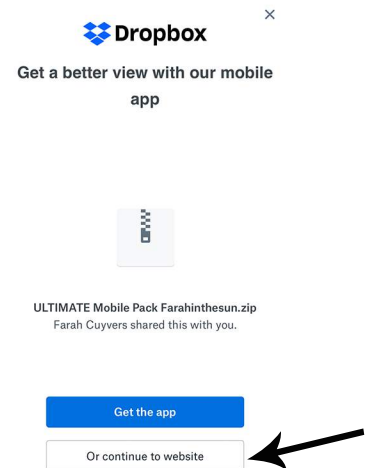 Dropbox
Get a better view with our mobile
app
ULTIMATE Mobile Pack Farahinthesun.zip
Farah Cuyvers shared this with you.
Get the app
Or continue to website